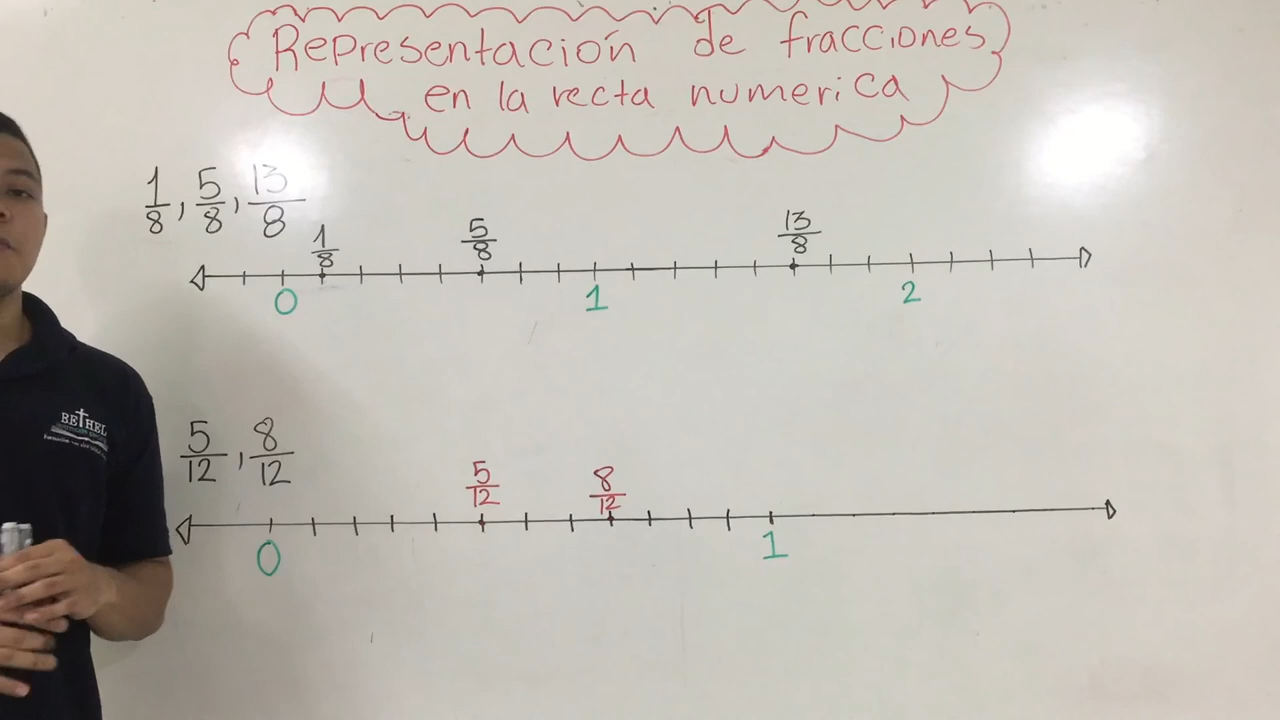 Representación de fracciones
en la recta numerica
1/8, 5/8, 13/8
1/8 5/8 13/8
0 1 2
BETHEL
5/12, 8/12
5/12 8/12
0 1